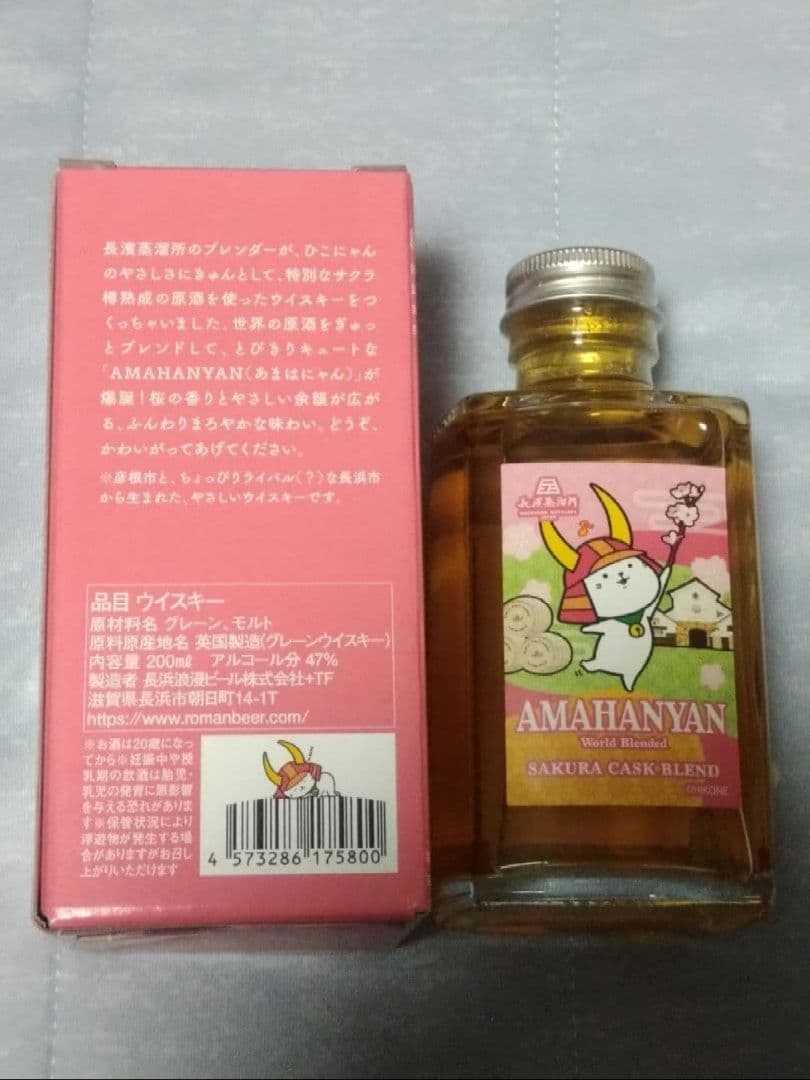 長濱蒸溜所のブレンダーが、ひこにゃん
のやさしさにきゅんとして、特別なサクラ
樽熟成の原酒を使ったウイスキーをつ
くっちゃいました。世界の原酒をぎゅっ
とブレンドして、とびきりキュートな
「AMAHANYAN(あまはにゃん)」が
爆誕!桜の香りとやさしい余韻が広が
る、ふんわりまろやかな味わい。どうぞ、
かわいがってあげてください。
※彦根市と、ちょっぴりライバル(?)な長浜市
から生まれた、やさしいウイスキーです。
品目 ウイスキー
原材料名 グレーン、モルト
原料原産地名 英国製造(グレーンウイスキー)
内容量 200mℓ アルコール分 47%
製造者 長浜浪漫ビール株式会社+TF
滋賀県長浜市朝日町14-1T
https://www.romanbeer.com/
※お酒は20歳になっ
てから※妊娠中や授
乳期の飲酒は胎児・
乳児の発育に悪影響
を与える恐れがありま
す※保管状況により
浮遊物が発生する場
合がありますがお召し
上がりいただけます
4 573286 175800
長濱蒸溜所
AMAHANYAN
World Blended
SAKURA CASK BLEND
©HIKONE